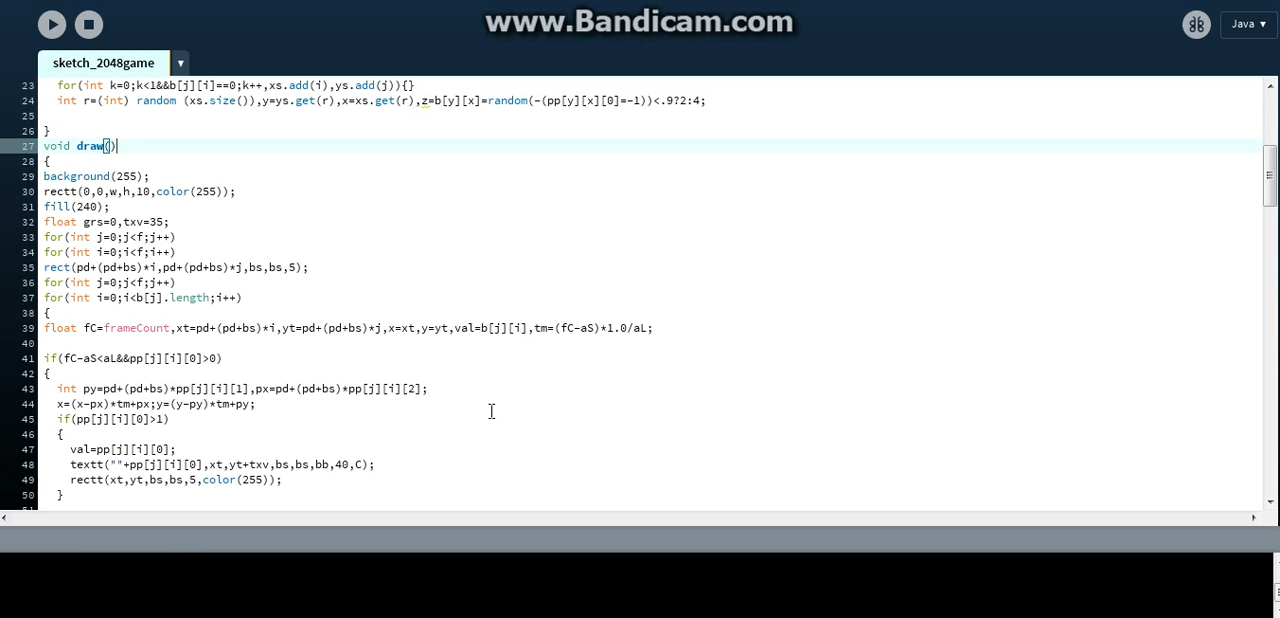 www.Bandicam.com
Java ▾
sketch_2048game ▾
23 for(int k=0;k<1&&b[j][i]==0;k++,xs.add(i),ys.add(j)){}
24 int r=(int) random (xs.size()),y=ys.get(r),x=xs.get(r),z=b[y][x]=random(-(pp[y][x][0]=-1))<.9?2:4;
25
26 }
27 void draw()
28 {
29 background(255);
30 rectt(0,0,w,h,10,color(255));
31 fill(240);
32 float grs=0,txv=35;
33 for(int j=0;j<f;j++)
34 for(int i=0;i<f;i++)
35 rect(pd+(pd+bs)*i,pd+(pd+bs)*j,bs,bs,5);
36 for(int j=0;j<f;j++)
37 for(int i=0;i<b[j].length;i++)
38 {
39 float fC=frameCount,xt=pd+(pd+bs)*i,yt=pd+(pd+bs)*j,x=xt,y=yt,val=b[j][i],tm=(fC-aS)*1.0/aL;
40
41 if(fC-aS<aL&&pp[j][i][0]>0)
42 {
43 int py=pd+(pd+bs)*pp[j][i][1],px=pd+(pd+bs)*pp[j][i][2];
44 x=(x-px)*tm+px;y=(y-py)*tm+py;
45 if(pp[j][i][0]>1)
46 {
47 val=pp[j][i][0];
48 textt(""+pp[j][i][0],xt,yt+txv,bs,bs,bb,40,C);
49 rectt(xt,yt,bs,bs,5,color(255));
50 }